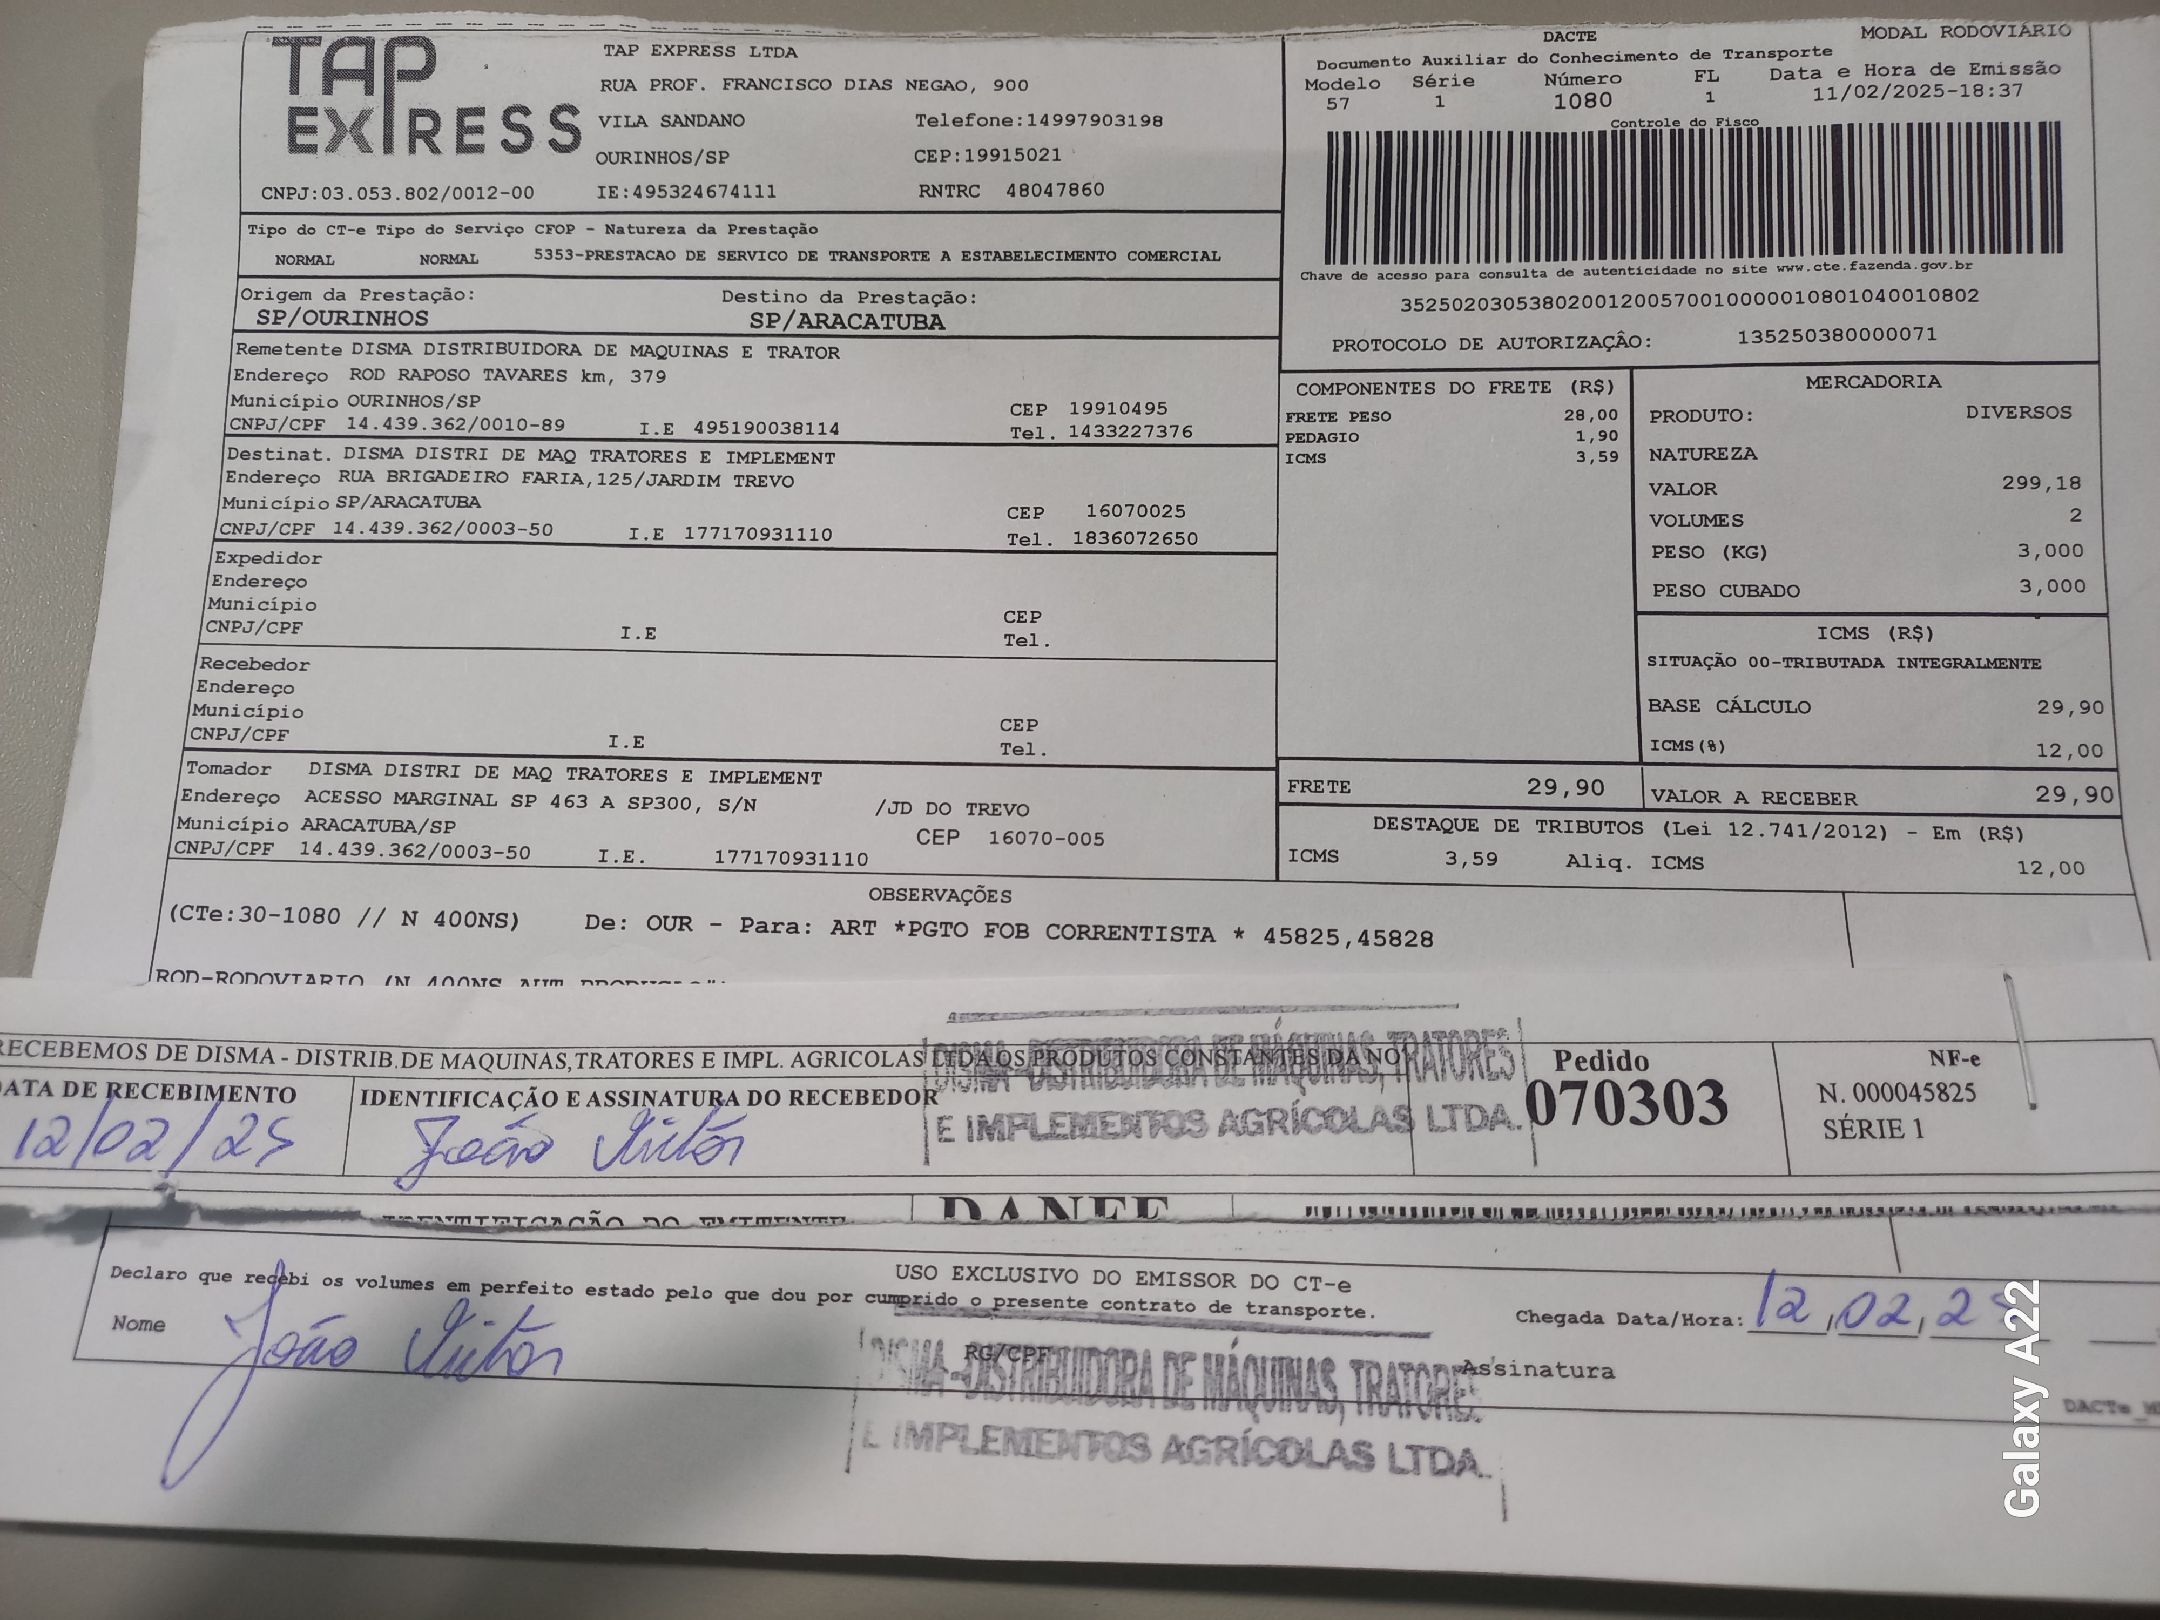 TAP EXPRESS
TAP EXPRESS LTDA
RUA PROF. FRANCISCO DIAS NEGAO, 900
VILA SANDANO Telefone:14997903198
OURINHOS/SP CEP:19915021
CNPJ:03.053.802/0012-00 IE:495324674111 RNTRC 48047860
DACTE MODAL RODOVIÁRIO
Documento Auxiliar do Conhecimento de Transporte
Modelo Série Número FL Data e Hora de Emissão
57 1 1080 1 11/02/2025-18:37
Controle do Fisco
Chave de acesso para consulta de autenticidade no site www.cte.fazenda.gov.br
35250203053802001200570010000010801040010802
PROTOCOLO DE AUTORIZAÇÃO: 135250380000071
Tipo do CT-e Tipo do Serviço CFOP - Natureza da Prestação
NORMAL NORMAL 5353-PRESTACAO DE SERVICO DE TRANSPORTE A ESTABELECIMENTO COMERCIAL
Origem da Prestação: Destino da Prestação:
SP/OURINHOS SP/ARACATUBA
Remetente DISMA DISTRIBUIDORA DE MAQUINAS E TRATOR
Endereço ROD RAPOSO TAVARES km, 379
Município OURINHOS/SP CEP 19910495
CNPJ/CPF 14.439.362/0010-89 I.E 495190038114 Tel. 1433227376
Destinat. DISMA DISTRI DE MAQ TRATORES E IMPLEMENT
Endereço RUA BRIGADEIRO FARIA,125/JARDIM TREVO
Município SP/ARACATUBA CEP 16070025
CNPJ/CPF 14.439.362/0003-50 I.E 177170931110 Tel. 1836072650
Expedidor
Endereço
Município CEP
CNPJ/CPF I.E Tel.
Recebedor
Endereço
Município CEP
CNPJ/CPF I.E Tel.
Tomador DISMA DISTRI DE MAQ TRATORES E IMPLEMENT
Endereço ACESSO MARGINAL SP 463 A SP300, S/N /JD DO TREVO
Município ARACATUBA/SP CEP 16070-005
CNPJ/CPF 14.439.362/0003-50 I.E. 177170931110
COMPONENTES DO FRETE (R$)
FRETE PESO 28,00
PEDAGIO 1,90
ICMS 3,59
MERCADORIA
PRODUTO: DIVERSOS
NATUREZA
VALOR 299,18
VOLUMES 2
PESO (KG) 3,000
PESO CUBADO 3,000
ICMS (R$)
SITUAÇÃO 00-TRIBUTADA INTEGRALMENTE
BASE CÁLCULO 29,90
ICMS(%) 12,00
FRETE 29,90 VALOR A RECEBER 29,90
DESTAQUE DE TRIBUTOS (Lei 12.741/2012) - Em (R$)
ICMS 3,59 Aliq. ICMS 12,00
OBSERVAÇÕES
(CTe:30-1080 // N 400NS) De: OUR - Para: ART *PGTO FOB CORRENTISTA * 45825,45828
ROD-RODOVIARIO (N 400NS AUT
RECEBEMOS DE DISMA - DISTRIB.DE MAQUINAS,TRATORES E IMPL. AGRICOLAS LTDA OS PRODUTOS CONSTANTES DA NO
DISMA - DISTRIBUIDORA DE MÁQUINAS, TRATORES
E IMPLEMENTOS AGRÍCOLAS LTDA.
DATA DE RECEBIMENTO IDENTIFICAÇÃO E ASSINATURA DO RECEBEDOR
12/02/25 João Victor
Pedido
070303
NF-e
N. 000045825
SÉRIE 1
IDENTIFICAÇÃO DO EMITENTE DANFE
USO EXCLUSIVO DO EMISSOR DO CT-e
Declaro que recebi os volumes em perfeito estado pelo que dou por cumprido o presente contrato de transporte.
Nome João Victor RG/CPF Assinatura
Chegada Data/Hora: 12,02,25
DISMA - DISTRIBUIDORA DE MÁQUINAS, TRATORES
E IMPLEMENTOS AGRÍCOLAS LTDA.
Galaxy A22